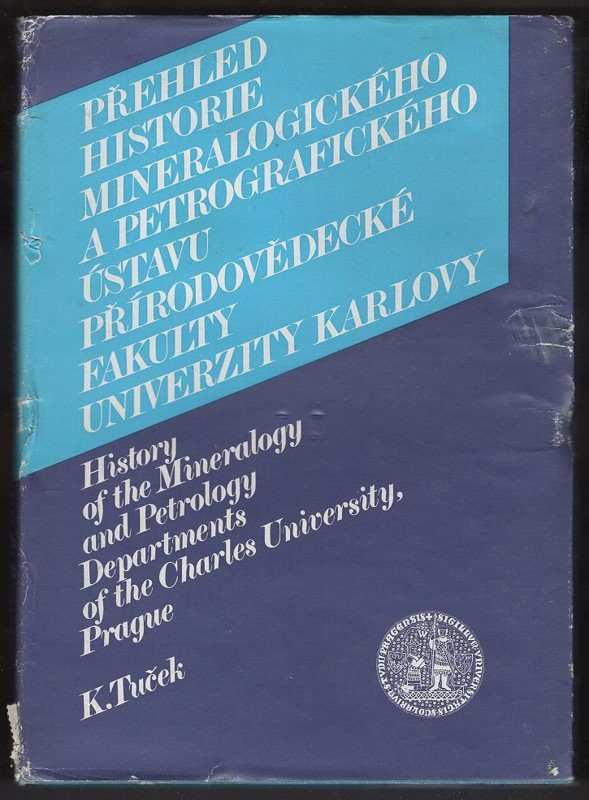 PŘEHLED
HISTORIE
MINERALOGICKÉHO
A PETROGRAFICKÉHO
ÚSTAVU
PŘÍRODOVĚDECKÉ
FAKULTY
UNIVERZITY KARLOVY
History
of the Mineralogy
and Petrology
Departments
of the Charles University,
Prague
K. Tuček